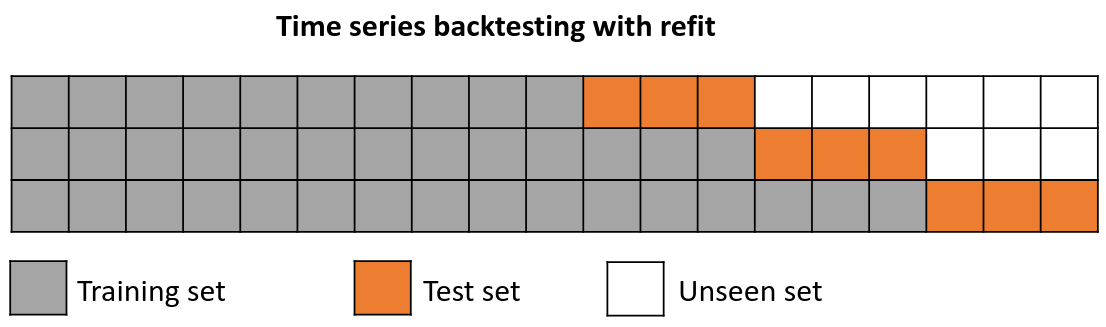 Time series backtesting with refit
Training set
Test set
Unseen set